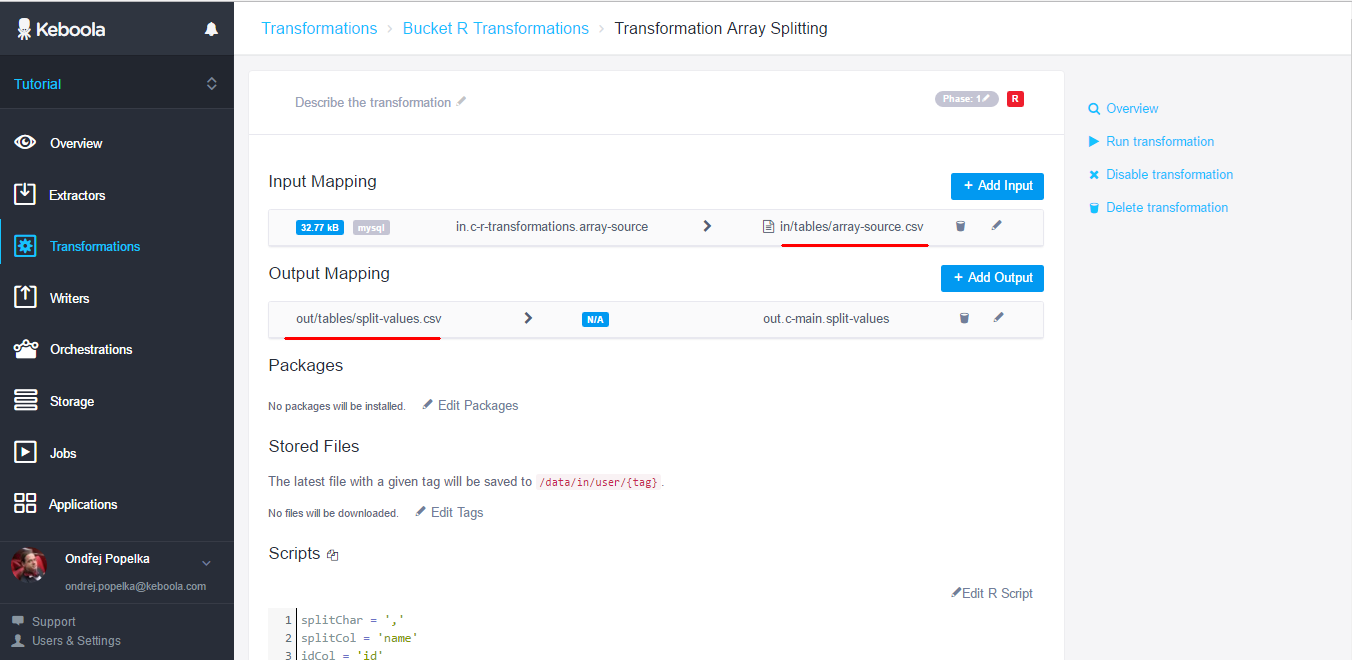 Keboola
Tutorial
Overview
Extractors
Transformations
Writers
Orchestrations
Storage
Jobs
Applications
Ondřej Popelka
ondrej.popelka@keboola.com
Support
Users & Settings
Transformations › Bucket R Transformations › Transformation Array Splitting
Describe the transformation
Phase: 1
R
Input Mapping
+ Add Input
32.77 kB mysql in.c-r-transformations.array-source in/tables/array-source.csv
Output Mapping
+ Add Output
out/tables/split-values.csv N/A out.c-main.split-values
Packages
No packages will be installed. Edit Packages
Stored Files
The latest file with a given tag will be saved to /data/in/user/{tag}.
No files will be downloaded. Edit Tags
Scripts
Edit R Script
1 splitChar = ','
2 splitCol = 'name'
3 idCol = 'id'
Overview
Run transformation
Disable transformation
Delete transformation